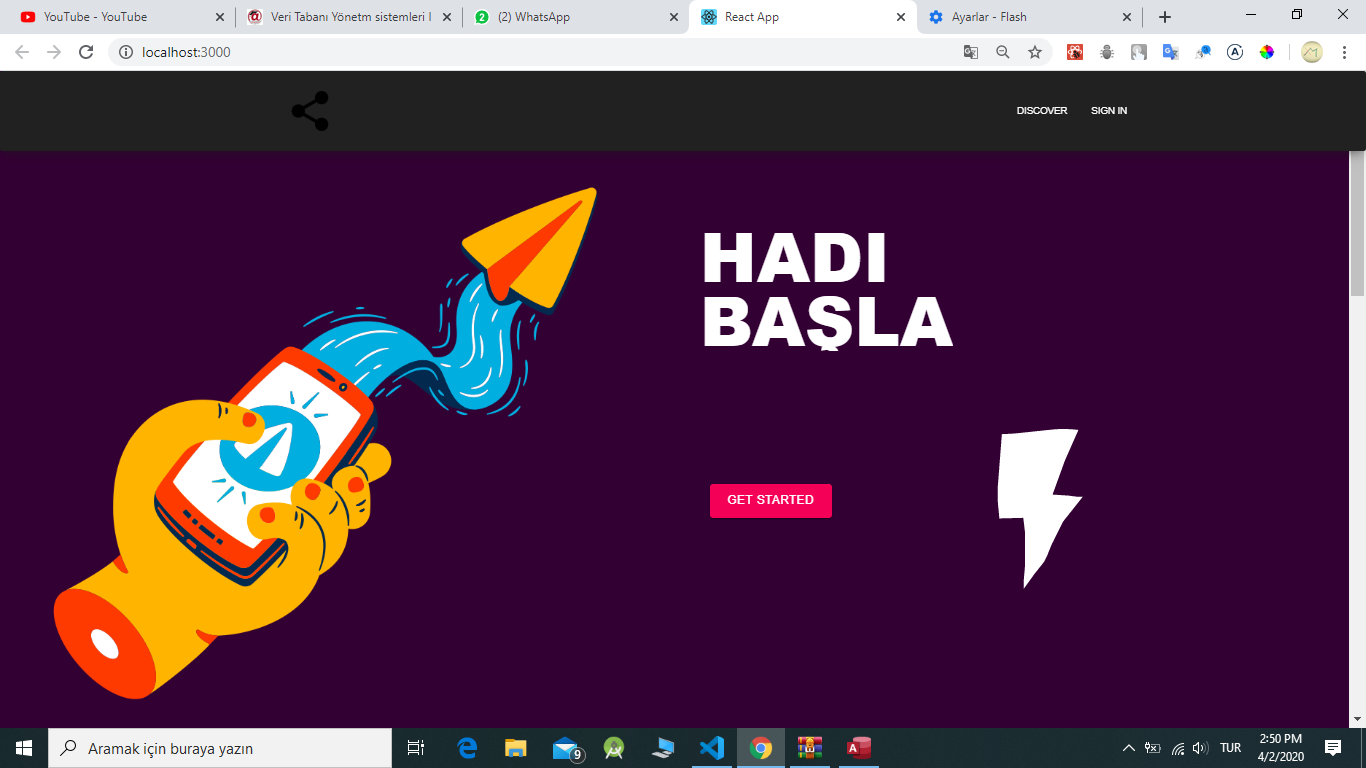 YouTube - YouTube
Veri Tabanı Yönetm sistemleri I
(2) WhatsApp
React App
Ayarlar - Flash
localhost:3000
DISCOVER
SIGN IN
HADI
BAŞLA
GET STARTED
Aramak için buraya yazın
9
TUR
2:50 PM
4/2/2020